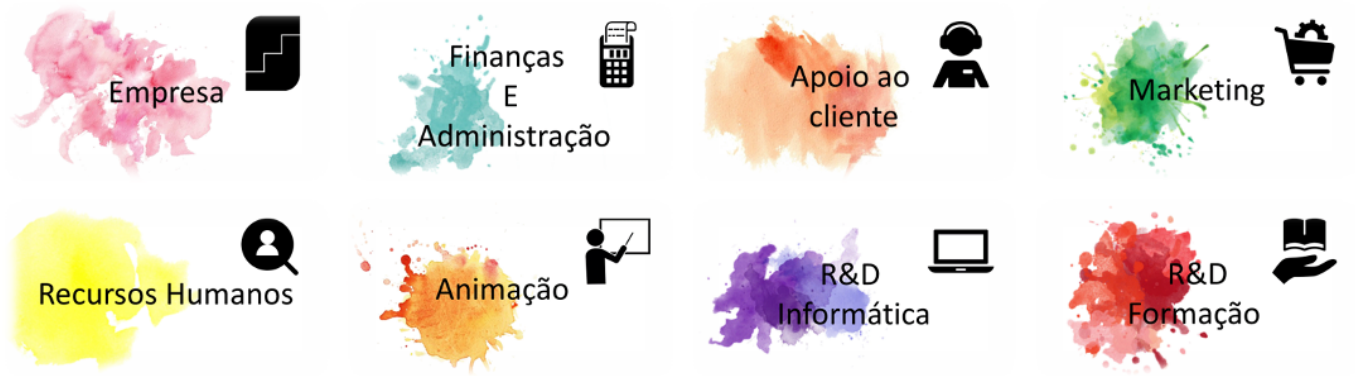 Empresa
Finanças
E
Administração
Apoio ao
cliente
Marketing
Recursos Humanos
Animação
R&D
Informática
R&D
Formação